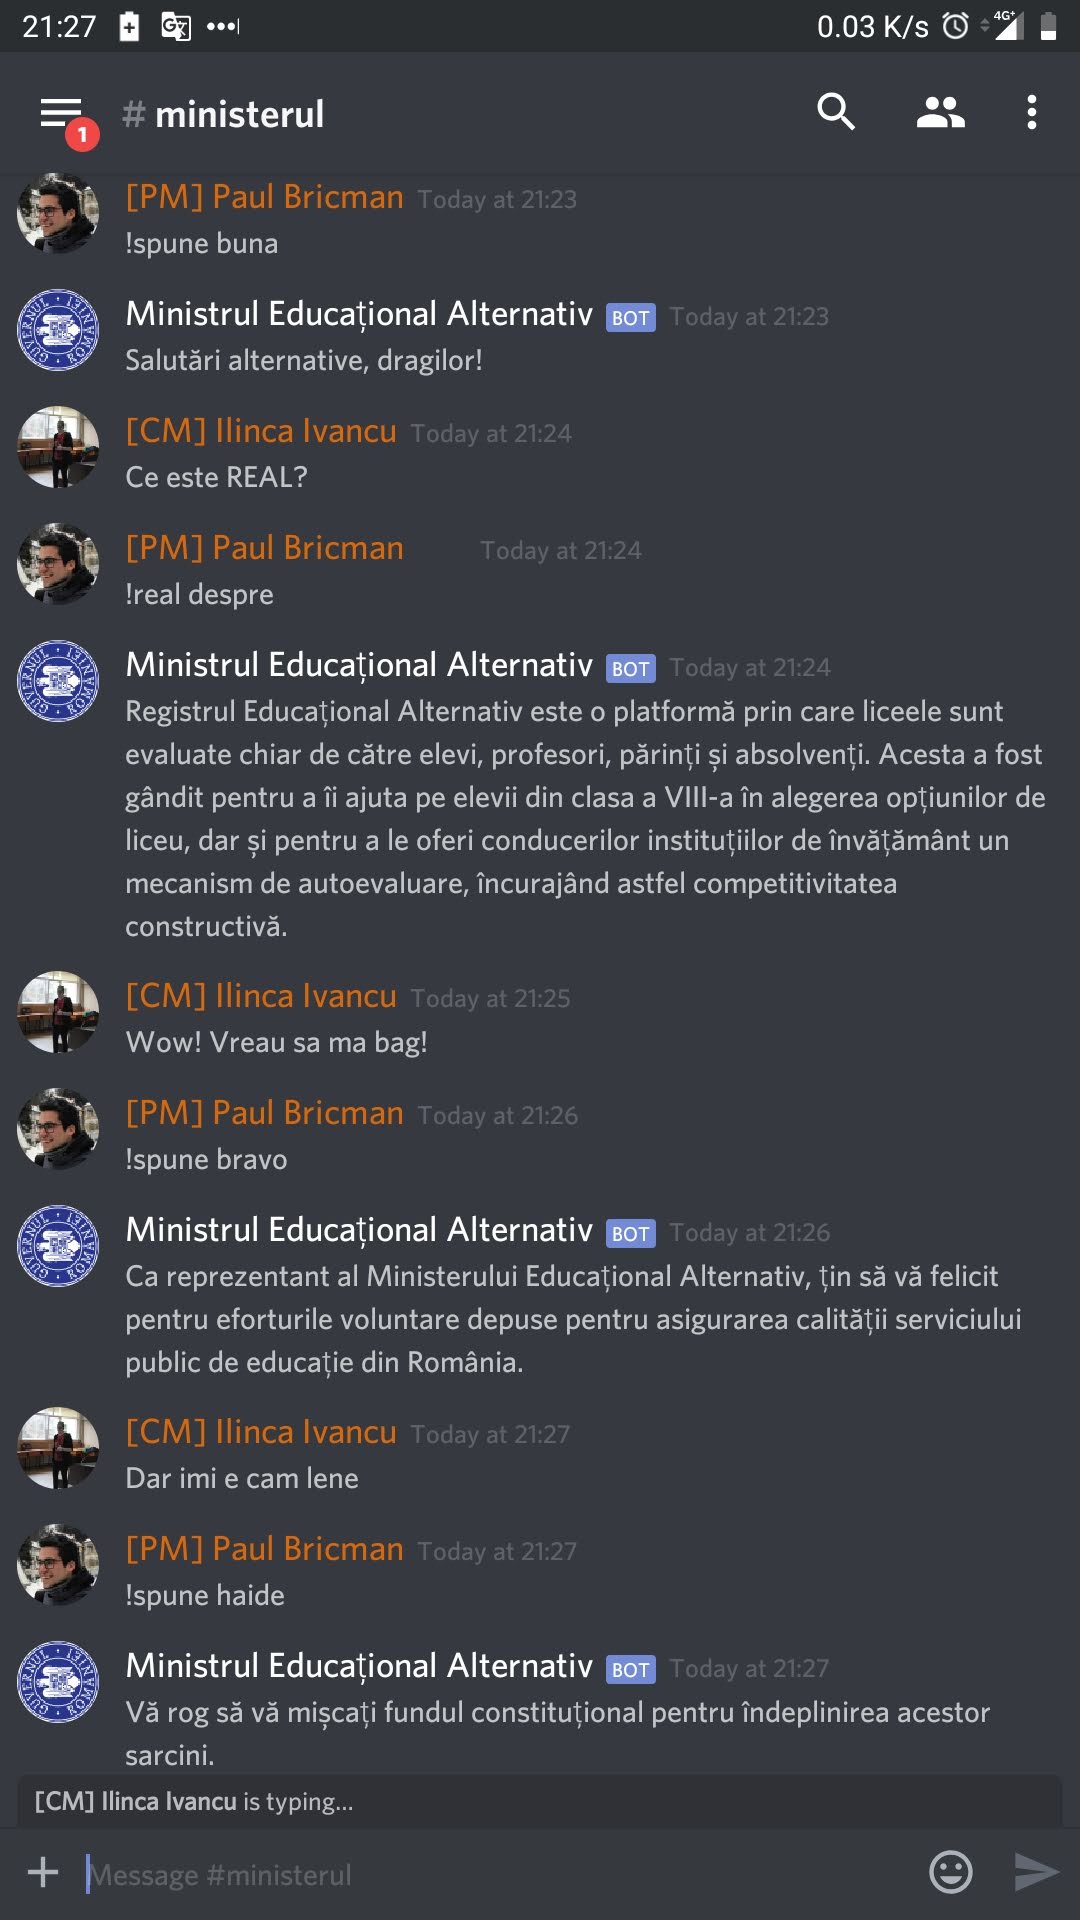 21:27
0.03 K/s
4G+
1
# ministerul
[PM] Paul Bricman Today at 21:23
!spune buna
Ministrul Educațional Alternativ BOT Today at 21:23
Salutări alternative, dragilor!
[CM] Ilinca Ivancu Today at 21:24
Ce este REAL?
[PM] Paul Bricman Today at 21:24
!real despre
Ministrul Educațional Alternativ BOT Today at 21:24
Registrul Educațional Alternativ este o platformă prin care liceele sunt
evaluate chiar de către elevi, profesori, părinți și absolvenți. Acesta a fost
gândit pentru a îi ajuta pe elevii din clasa a VIII-a în alegerea opțiunilor de
liceu, dar și pentru a le oferi conducerilor instituțiilor de învățământ un
mecanism de autoevaluare, încurajând astfel competitivitatea
constructivă.
[CM] Ilinca Ivancu Today at 21:25
Wow! Vreau sa ma bag!
[PM] Paul Bricman Today at 21:26
!spune bravo
Ministrul Educațional Alternativ BOT Today at 21:26
Ca reprezentant al Ministerului Educațional Alternativ, țin să vă felicit
pentru eforturile voluntare depuse pentru asigurarea calității serviciului
public de educație din România.
[CM] Ilinca Ivancu Today at 21:27
Dar imi e cam lene
[PM] Paul Bricman Today at 21:27
!spune haide
Ministrul Educațional Alternativ BOT Today at 21:27
Vă rog să vă mișcați fundul constituțional pentru îndeplinirea acestor
sarcini.
[CM] Ilinca Ivancu is typing...
Message #ministerul